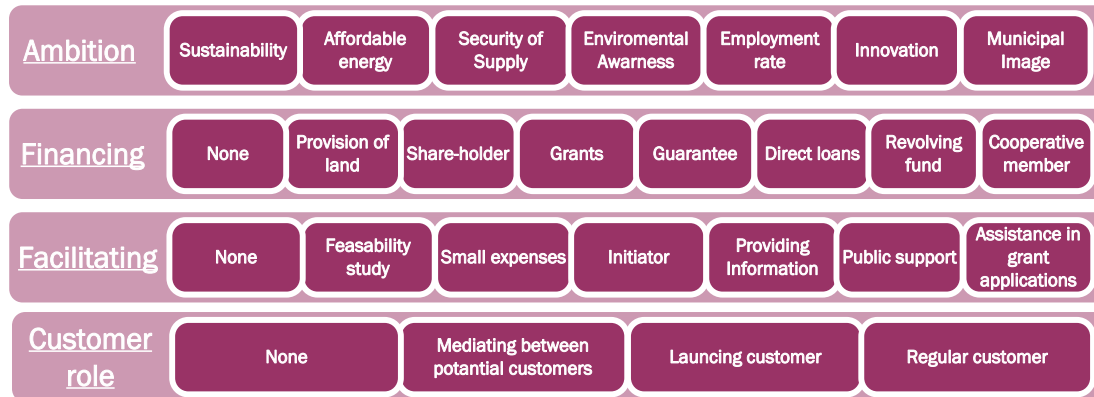 Ambition
Sustainability
Affordable
energy
Security of
Supply
Enviromental
Awarness
Employment
rate
Innovation
Municipal
Image
Financing
None
Provision of
land
Share-holder
Grants
Guarantee
Direct loans
Revolving
fund
Cooperative
member
Facilitating
None
Feasability
study
Small expenses
Initiator
Providing
Information
Public support
Assistance in
grant
applications
Customer
role
None
Mediating between
potantial customers
Launcing customer
Regular customer